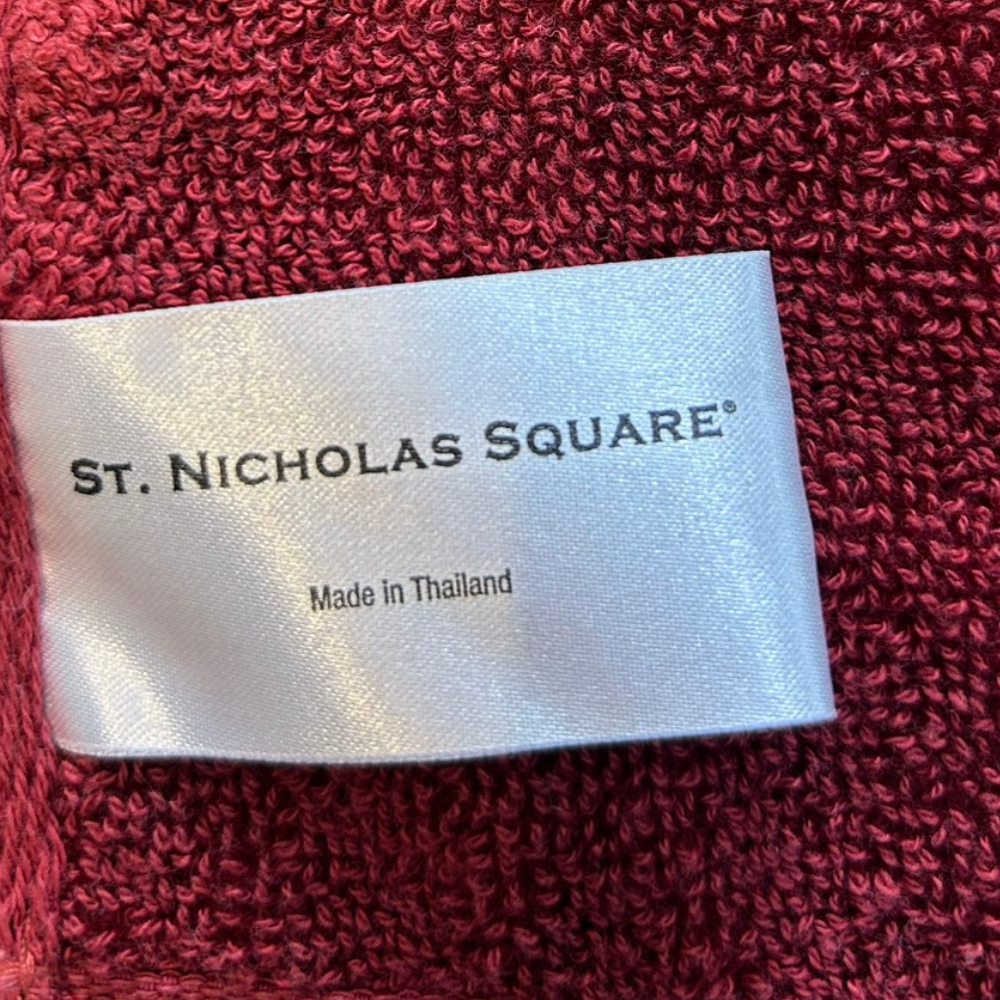 ST. NICHOLAS SQUARE®
Made in Thailand